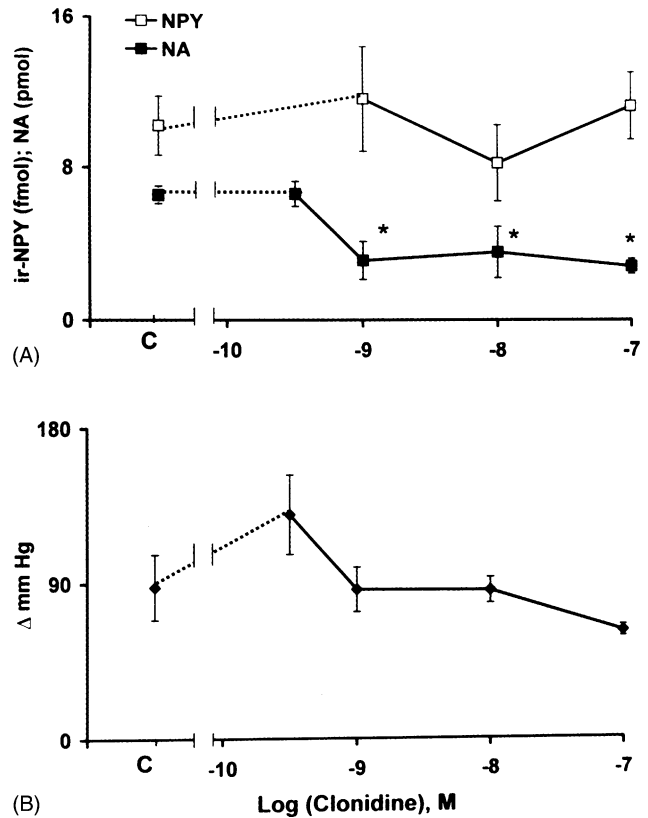 16
NPY
NA
8
ir-NPY (fmol); NA (pmol)
*
*
*
0
C
-10
-9
-8
-7
(A)
180
90
Δ mm Hg
0
C
-10
-9
-8
-7
(B)
Log (Clonidine), M